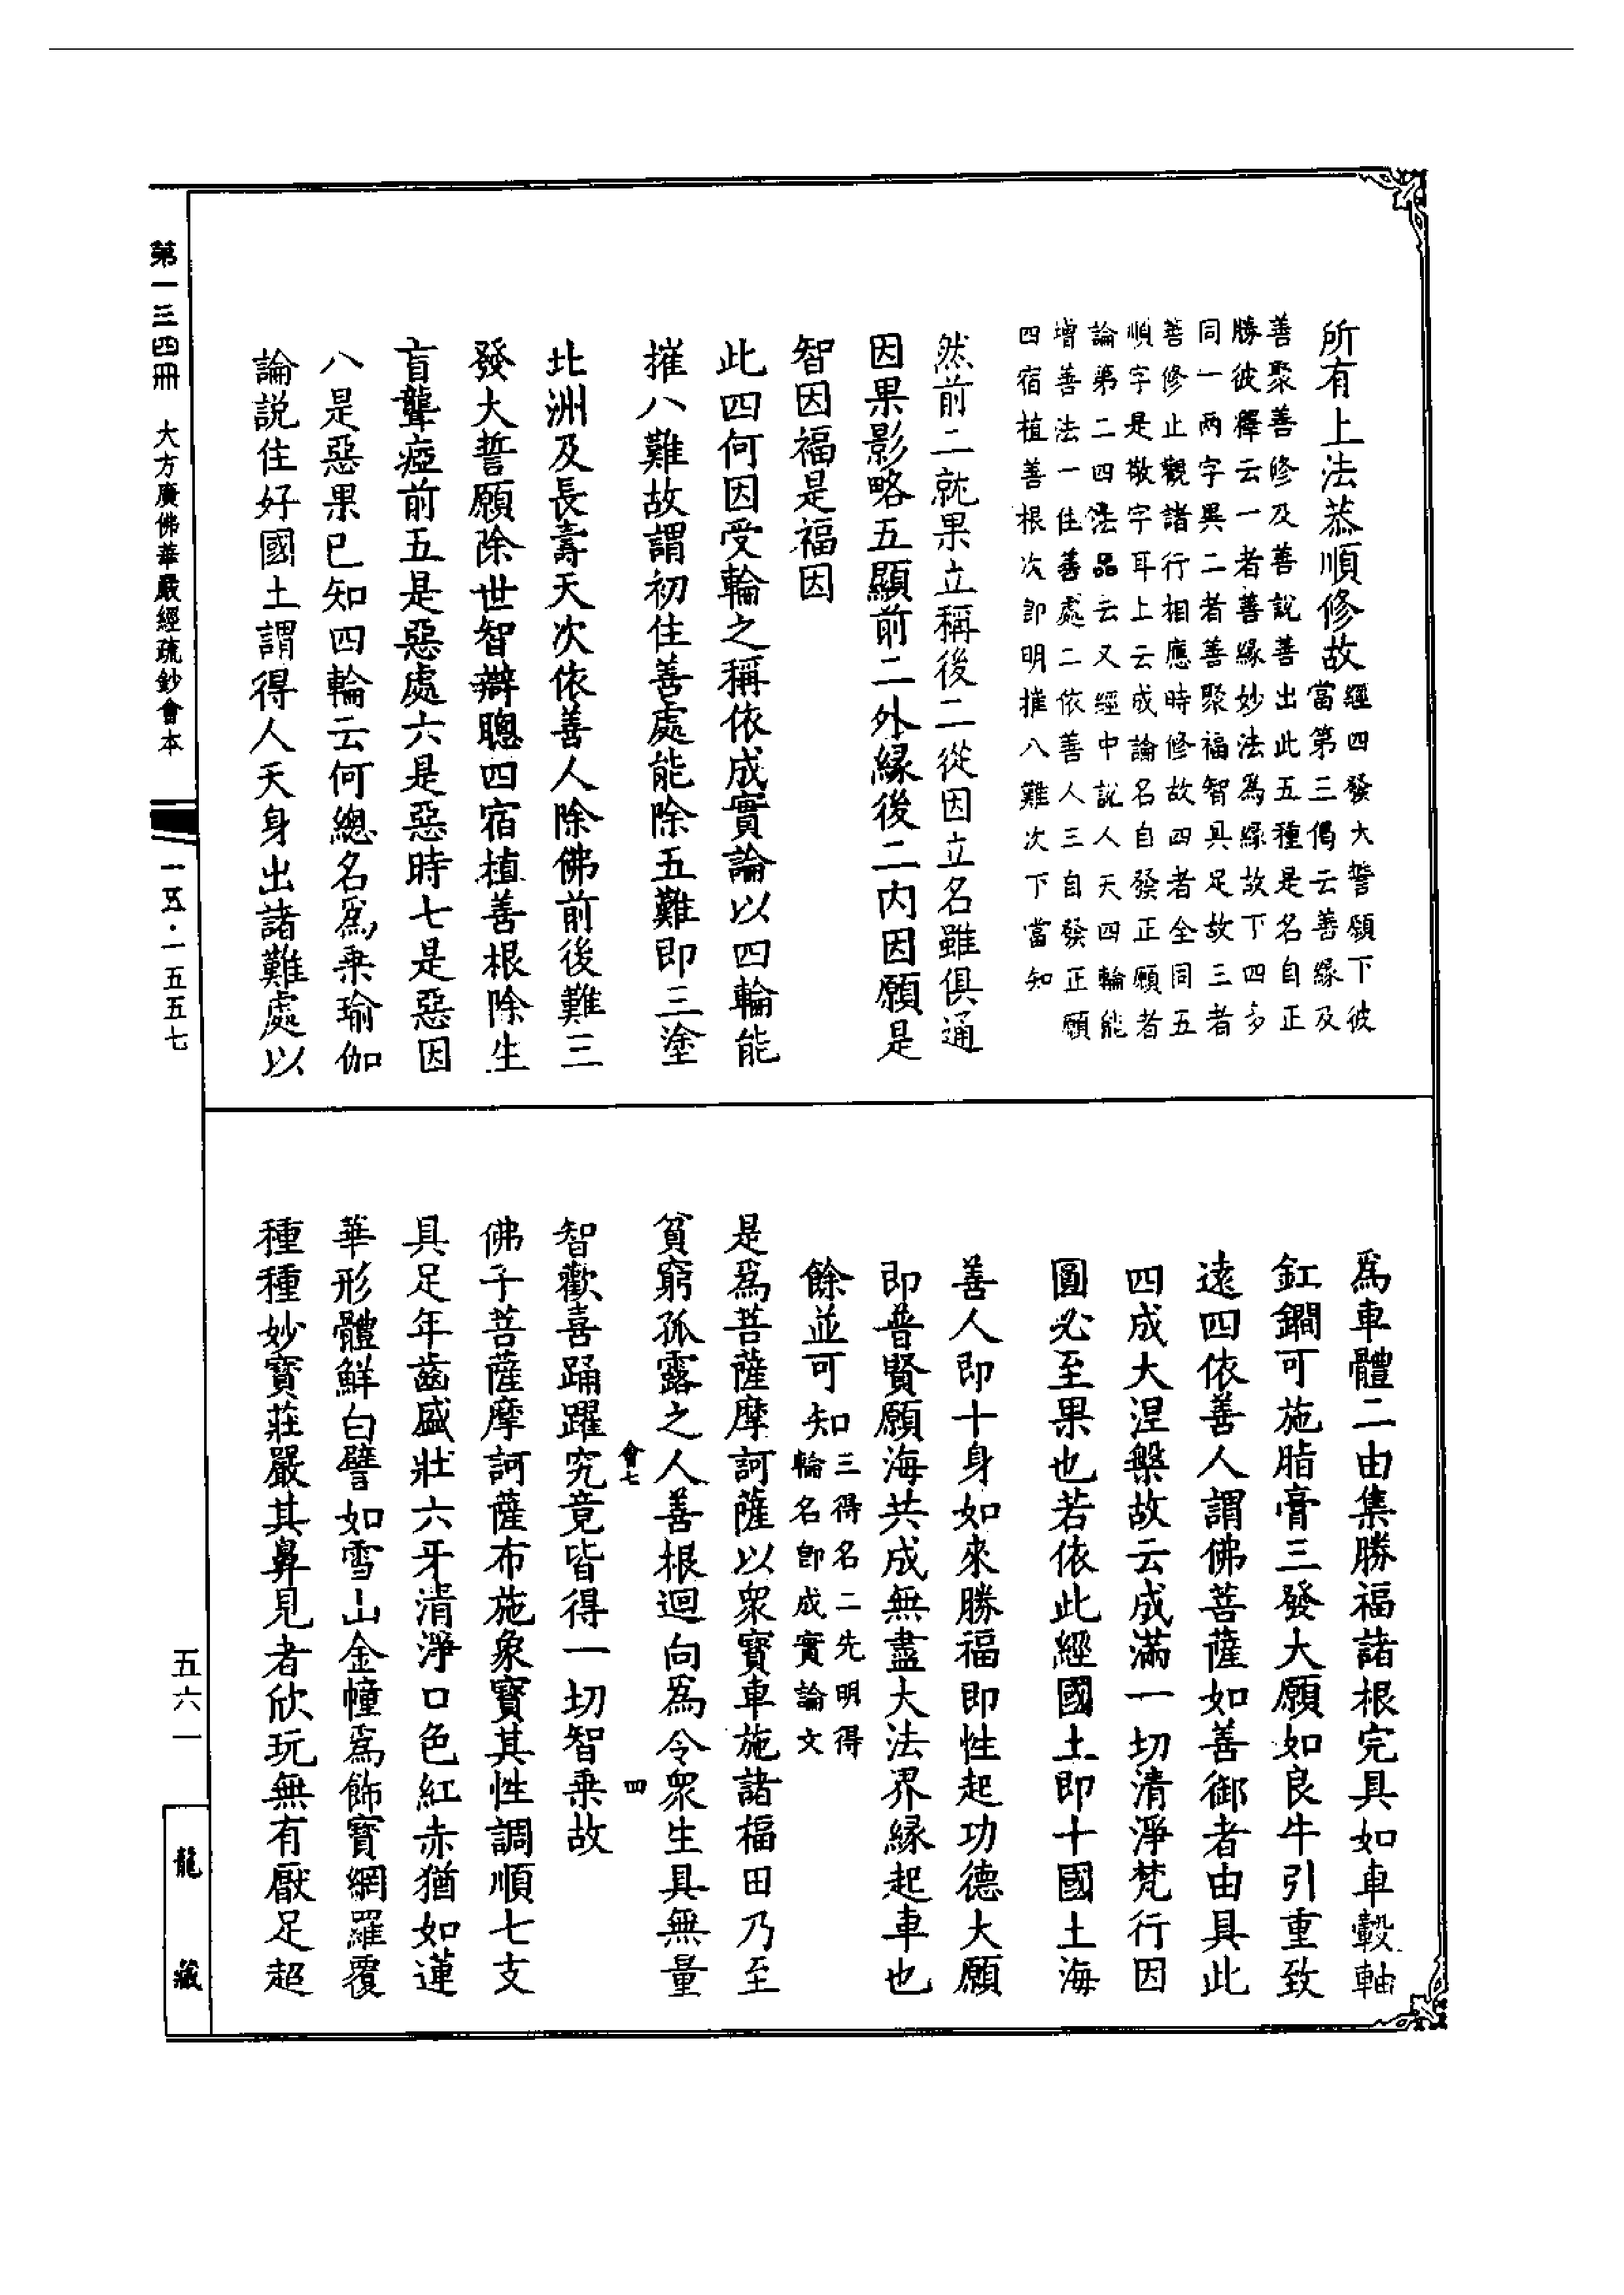 所有上法恭順修故經四發大誓願下彼
當第三偈云善緣及
善聚善修及善說善出此五種是名自正
勝彼釋云一者善緣妙法為緣故下四多
同一兩字異二者善聚福智具足故三者
善修止觀諸行相應時修故四者全同五
順字是敬字耳上云成論名自發正願者
論第二四法品云又經中說人天四輪能
增善法一住善處二依善人三自發正願
四宿植善根次即明摧八難次下當知
然前二就果立稱後二從因立名雖俱通
因果影略五顯前二外緣後二內因願是
智因福是福因
此四何因受輪之稱依成實論以四輪能
摧八難故謂初住善處能除五難即三塗
北洲及長壽天次依善人除佛前後難三
發大誓願除世智辯聰四宿植善根除生
盲聾瘂前五是惡處六是惡時七是惡因
八是惡果已知四輪云何總名爲乘瑜伽
論說住好國土謂得人天身出諸難處以
爲車體二由集勝福諸根完具如車轂軸
釭鐧可施脂膏三發大願如良牛引重致
遠四依善人謂佛菩薩如善御者由具此
四成大涅槃故云成滿一切清淨梵行因
圓必至果也若依此經國土即十國土海
善人即十身如來勝福即性起功德大願
即普賢願海共成無盡大法界緣起車也
餘並可知三得名二先明得
輪名即成實論文
是爲菩薩摩訶薩以眾寶車施諸福田乃至
貧窮孤露之人善根迴向爲令眾生具無量
會七　四
智歡喜踊躍究竟皆得一切智乘故
佛子菩薩摩訶薩布施象寶其性調順七支
具足年齒盛壯六牙清淨口色紅赤猶如蓮
華形體鮮白譬如雪山金幢爲飾寶網羅覆
種種妙寶莊嚴其鼻見者欣玩無有厭足超
第一三四冊　大方廣佛華嚴經疏鈔會本
一五·一五五七
五六一
龍藏